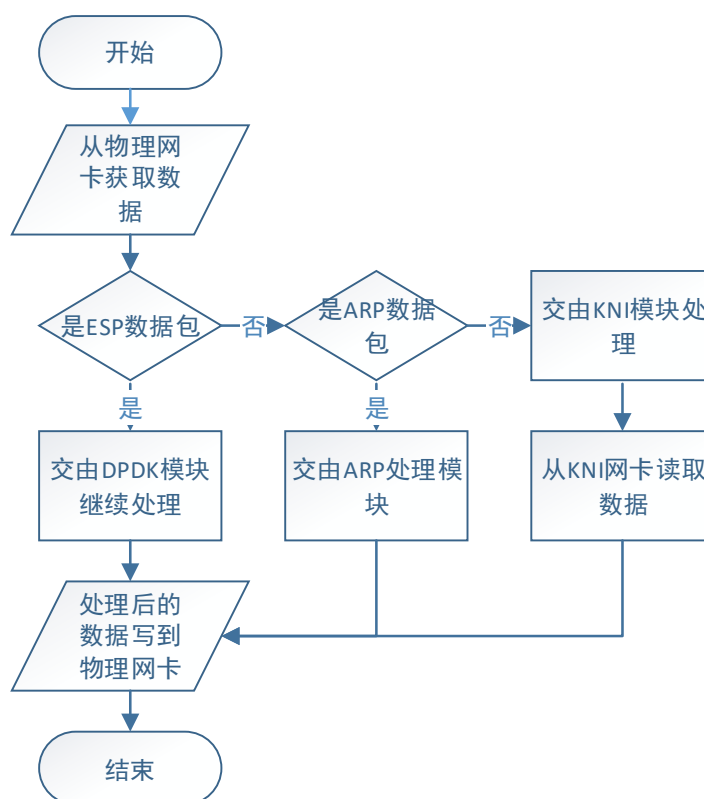 开始
从物理网
卡获取数
据
是ESP数据包
否
是ARP数据
包
否
交由KNI模块处
理
是
是
交由DPDK模块
继续处理
交由ARP处理模
块
从KNI网卡读取
数据
处理后的
数据写到
物理网卡
结束